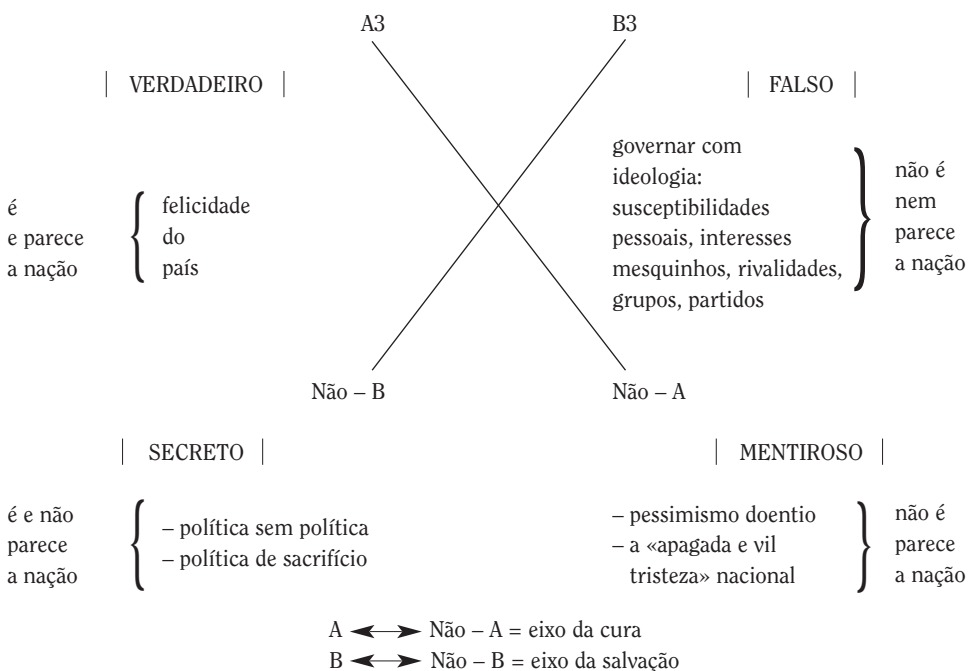 A3
B3
| VERDADEIRO |
| FALSO |
é
e parece
a nação
felicidade
do
país
governar com
ideologia:
susceptibilidades
pessoais, interesses
mesquinhos, rivalidades,
grupos, partidos
não é
nem
parece
a nação
Não – B
Não – A
| SECRETO |
| MENTIROSO |
é e não
parece
a nação
– política sem política
– política de sacrifício
– pessimismo doentio
– a «apagada e vil
tristeza» nacional
não é
parece
a nação
A ◄► Não – A = eixo da cura
B ◄► Não – B = eixo da salvação